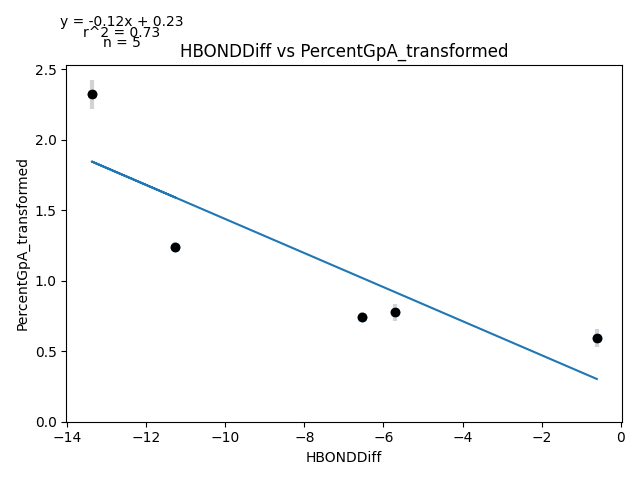 y = -0.12x + 0.23
r^2 = 0.73
n = 5
HBONDDiff vs PercentGpA_transformed
PercentGpA_transformed
2.5
2.0
1.5
1.0
0.5
0.0
−14 −12 −10 −8 −6 −4 −2 0
HBONDDiff